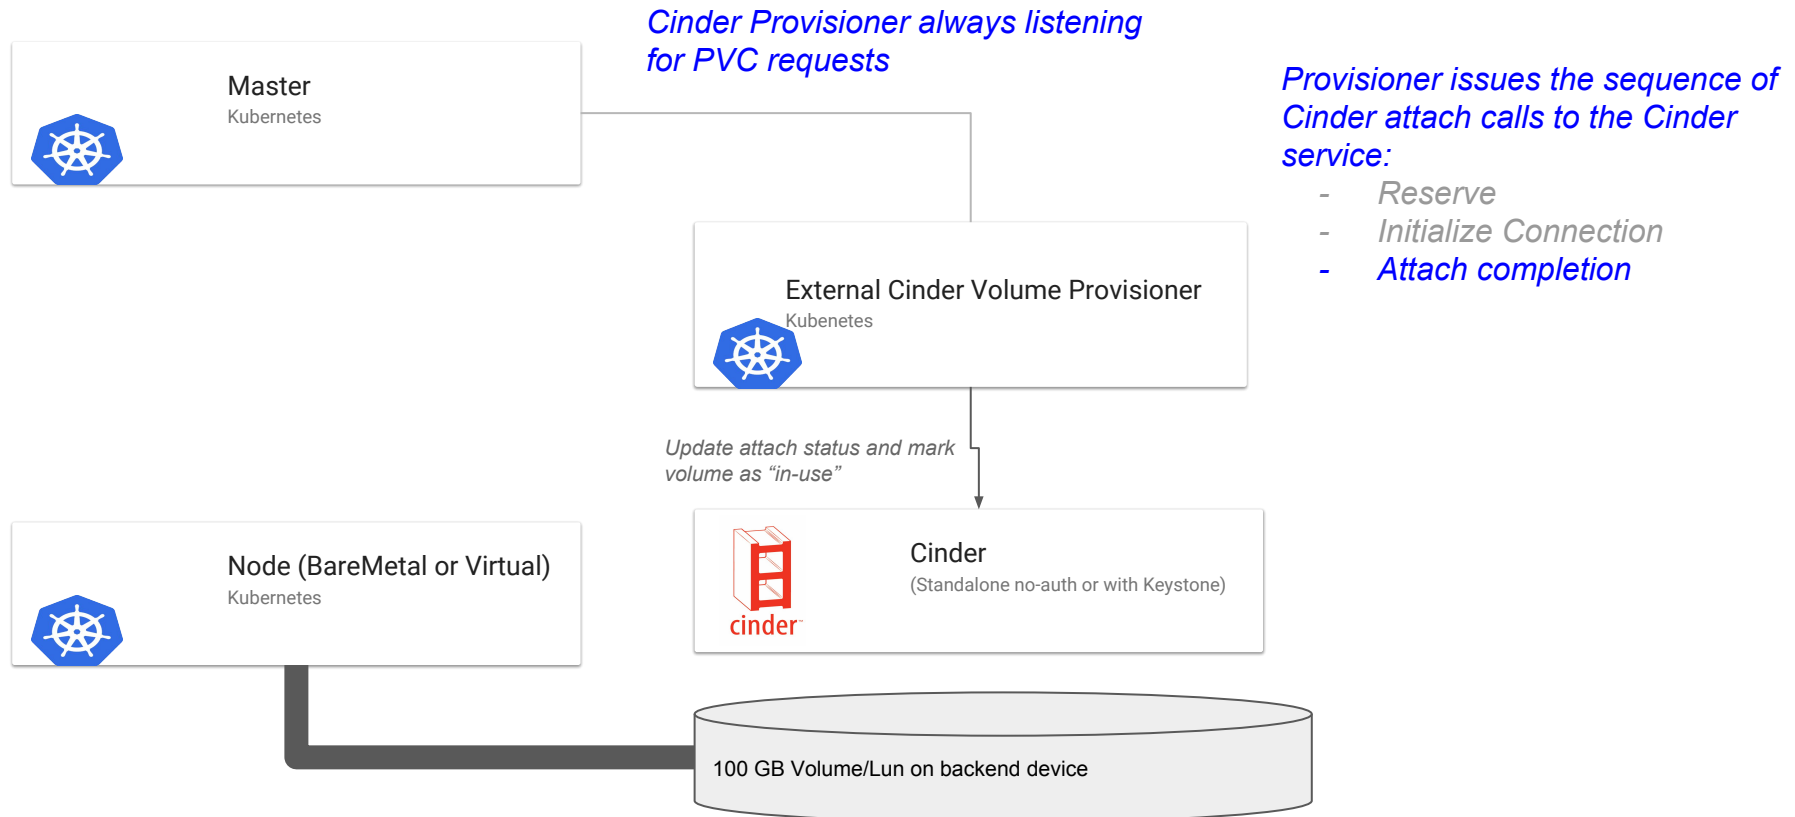 Cinder Provisioner always listening
for PVC requests
Master
Kubernetes
Provisioner issues the sequence of
Cinder attach calls to the Cinder
service:
- Reserve
- Initialize Connection
- Attach completion
External Cinder Volume Provisioner
Kubenetes
Update attach status and mark
volume as “in-use”
Node (BareMetal or Virtual)
Kubernetes
Cinder
(Standalone no-auth or with Keystone)
cinder
100 GB Volume/Lun on backend device